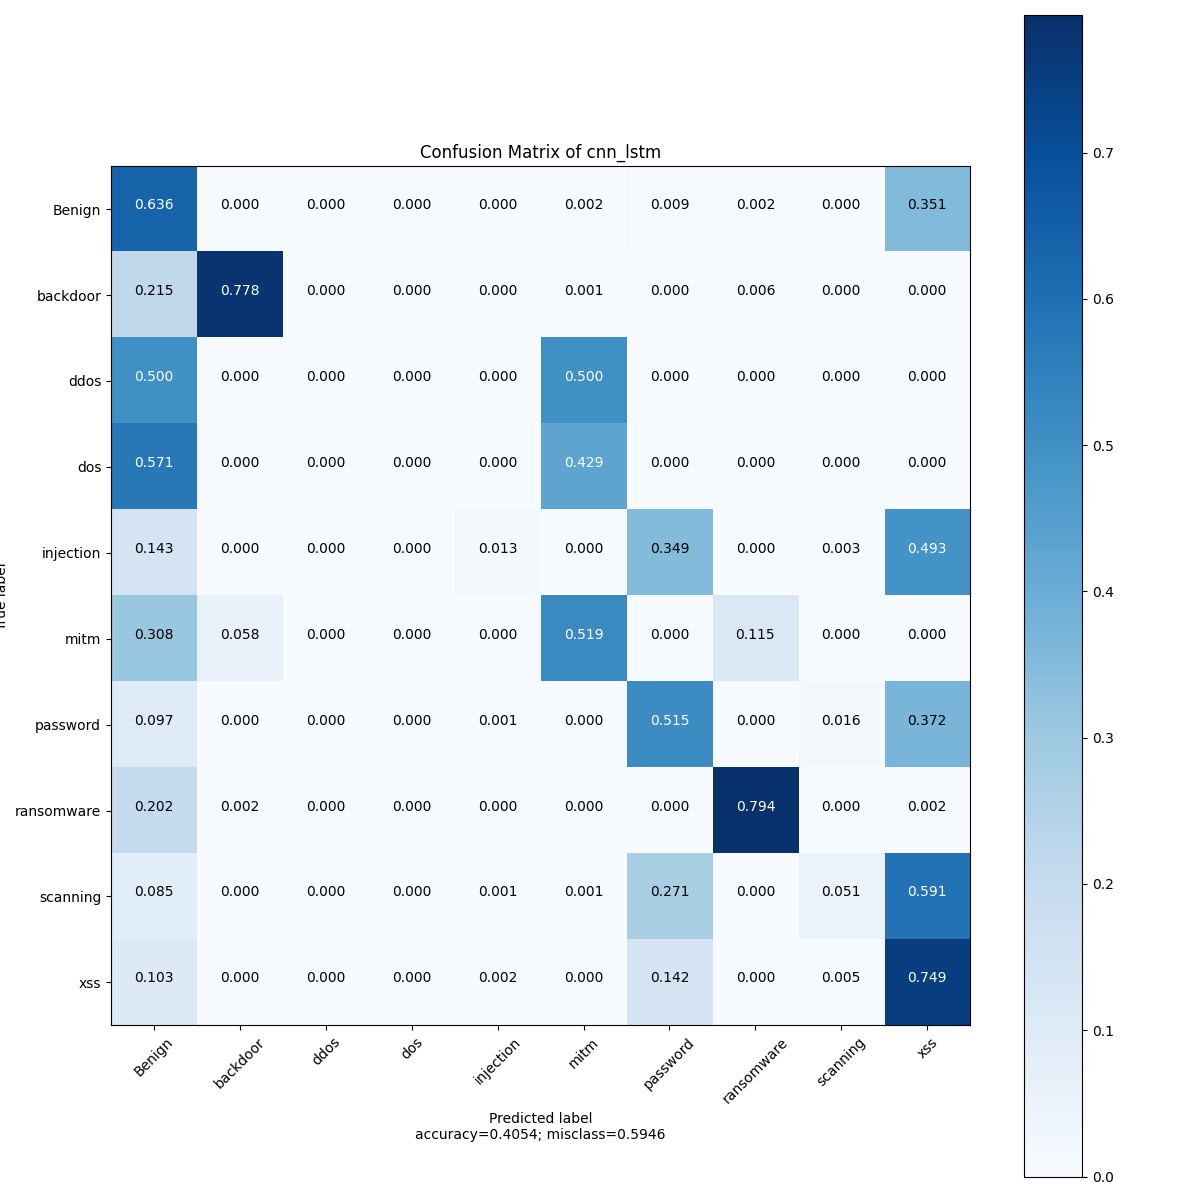 Confusion Matrix of cnn_lstm
Benign 0.636 0.000 0.000 0.000 0.000 0.002 0.009 0.002 0.000 0.351
backdoor 0.215 0.778 0.000 0.000 0.000 0.001 0.000 0.006 0.000 0.000
ddos 0.500 0.000 0.000 0.000 0.000 0.500 0.000 0.000 0.000 0.000
dos 0.571 0.000 0.000 0.000 0.000 0.429 0.000 0.000 0.000 0.000
injection 0.143 0.000 0.000 0.000 0.013 0.000 0.349 0.000 0.003 0.493
mitm 0.308 0.058 0.000 0.000 0.000 0.519 0.000 0.115 0.000 0.000
password 0.097 0.000 0.000 0.000 0.001 0.000 0.515 0.000 0.016 0.372
ransomware 0.202 0.002 0.000 0.000 0.000 0.000 0.000 0.794 0.000 0.002
scanning 0.085 0.000 0.000 0.000 0.001 0.001 0.271 0.000 0.051 0.591
xss 0.103 0.000 0.000 0.000 0.002 0.000 0.142 0.000 0.005 0.749
Benign backdoor ddos dos injection mitm password ransomware scanning xss
Predicted label
accuracy=0.4054; misclass=0.5946
label
0.7
0.6
0.5
0.4
0.3
0.2
0.1
0.0